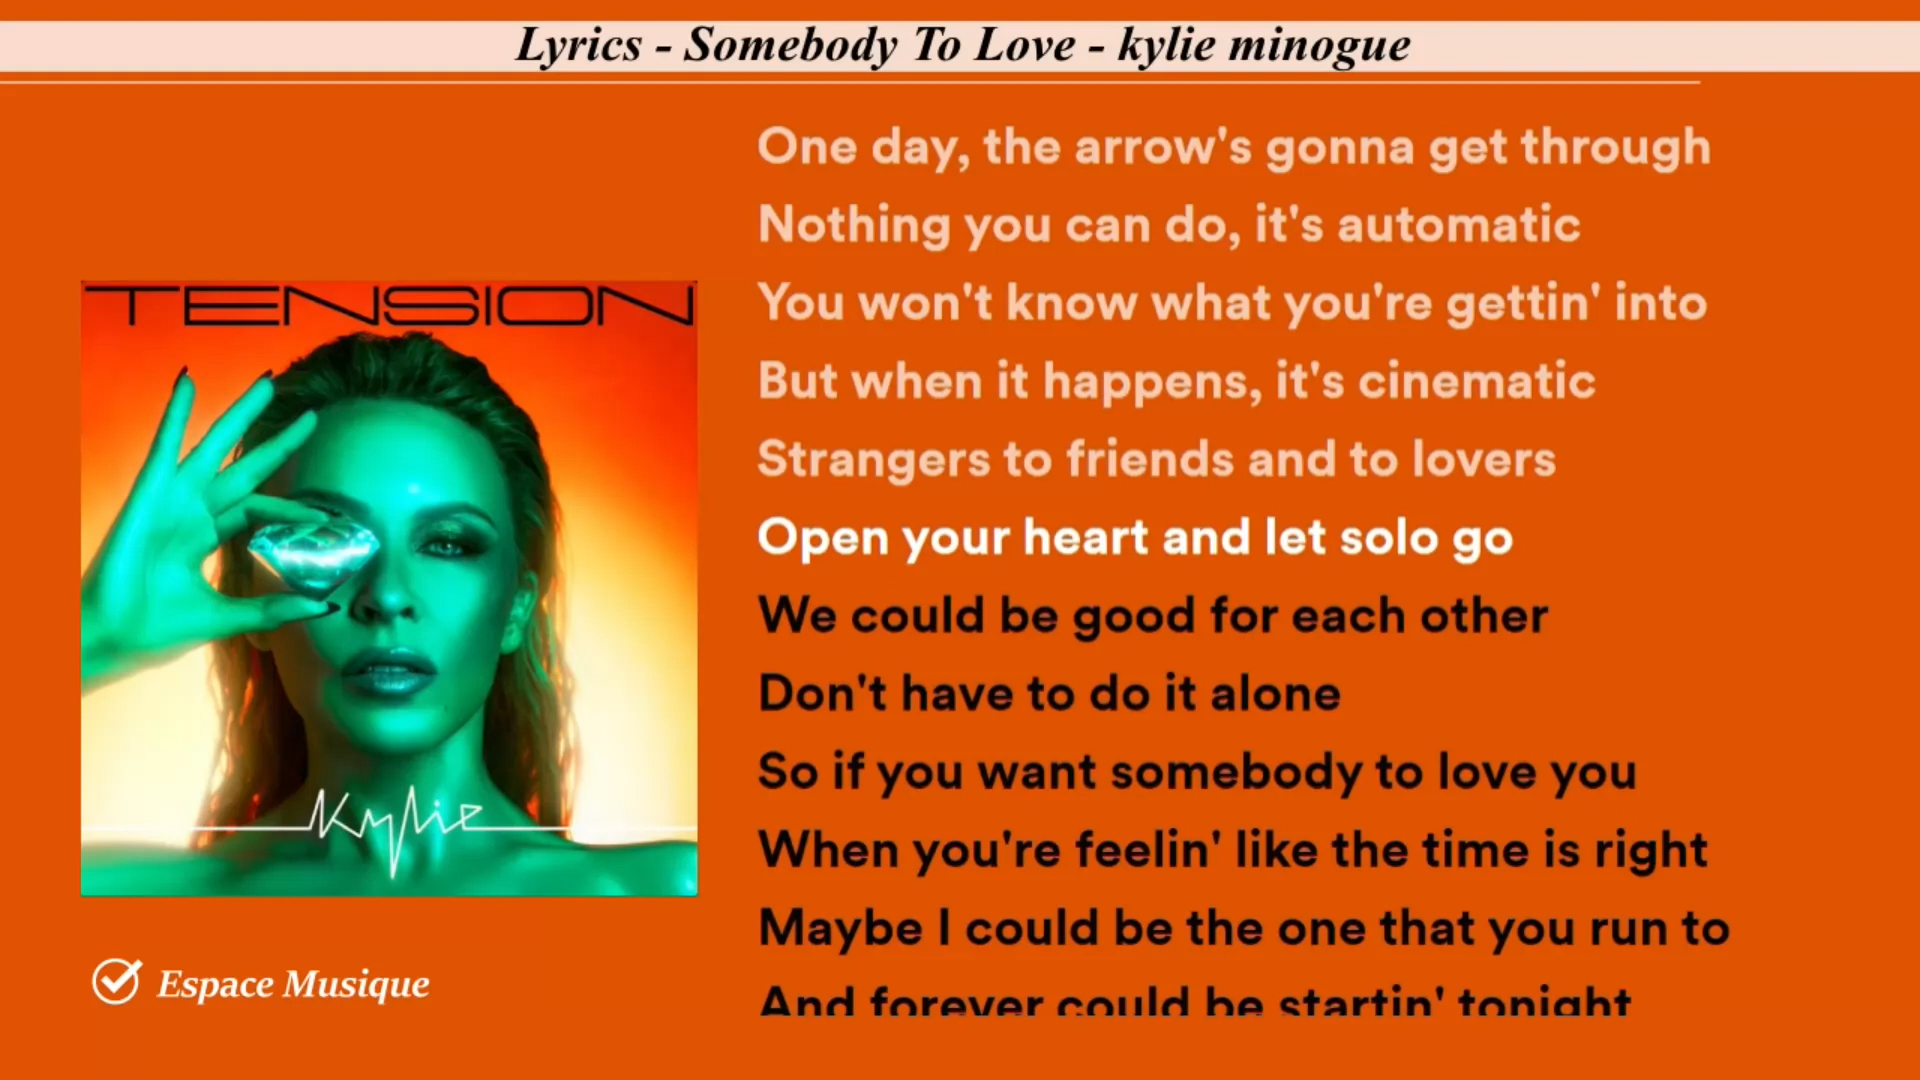 Lyrics - Somebody To Love - kylie minogue
One day, the arrow's gonna get through
Nothing you can do, it's automatic
You won't know what you're gettin' into
But when it happens, it's cinematic
Strangers to friends and to lovers
Open your heart and let solo go
We could be good for each other
Don't have to do it alone
So if you want somebody to love you
When you're feelin' like the time is right
Maybe I could be the one that you run to
And forever could be startin' tonight
TENSION
Kylie
Espace Musique